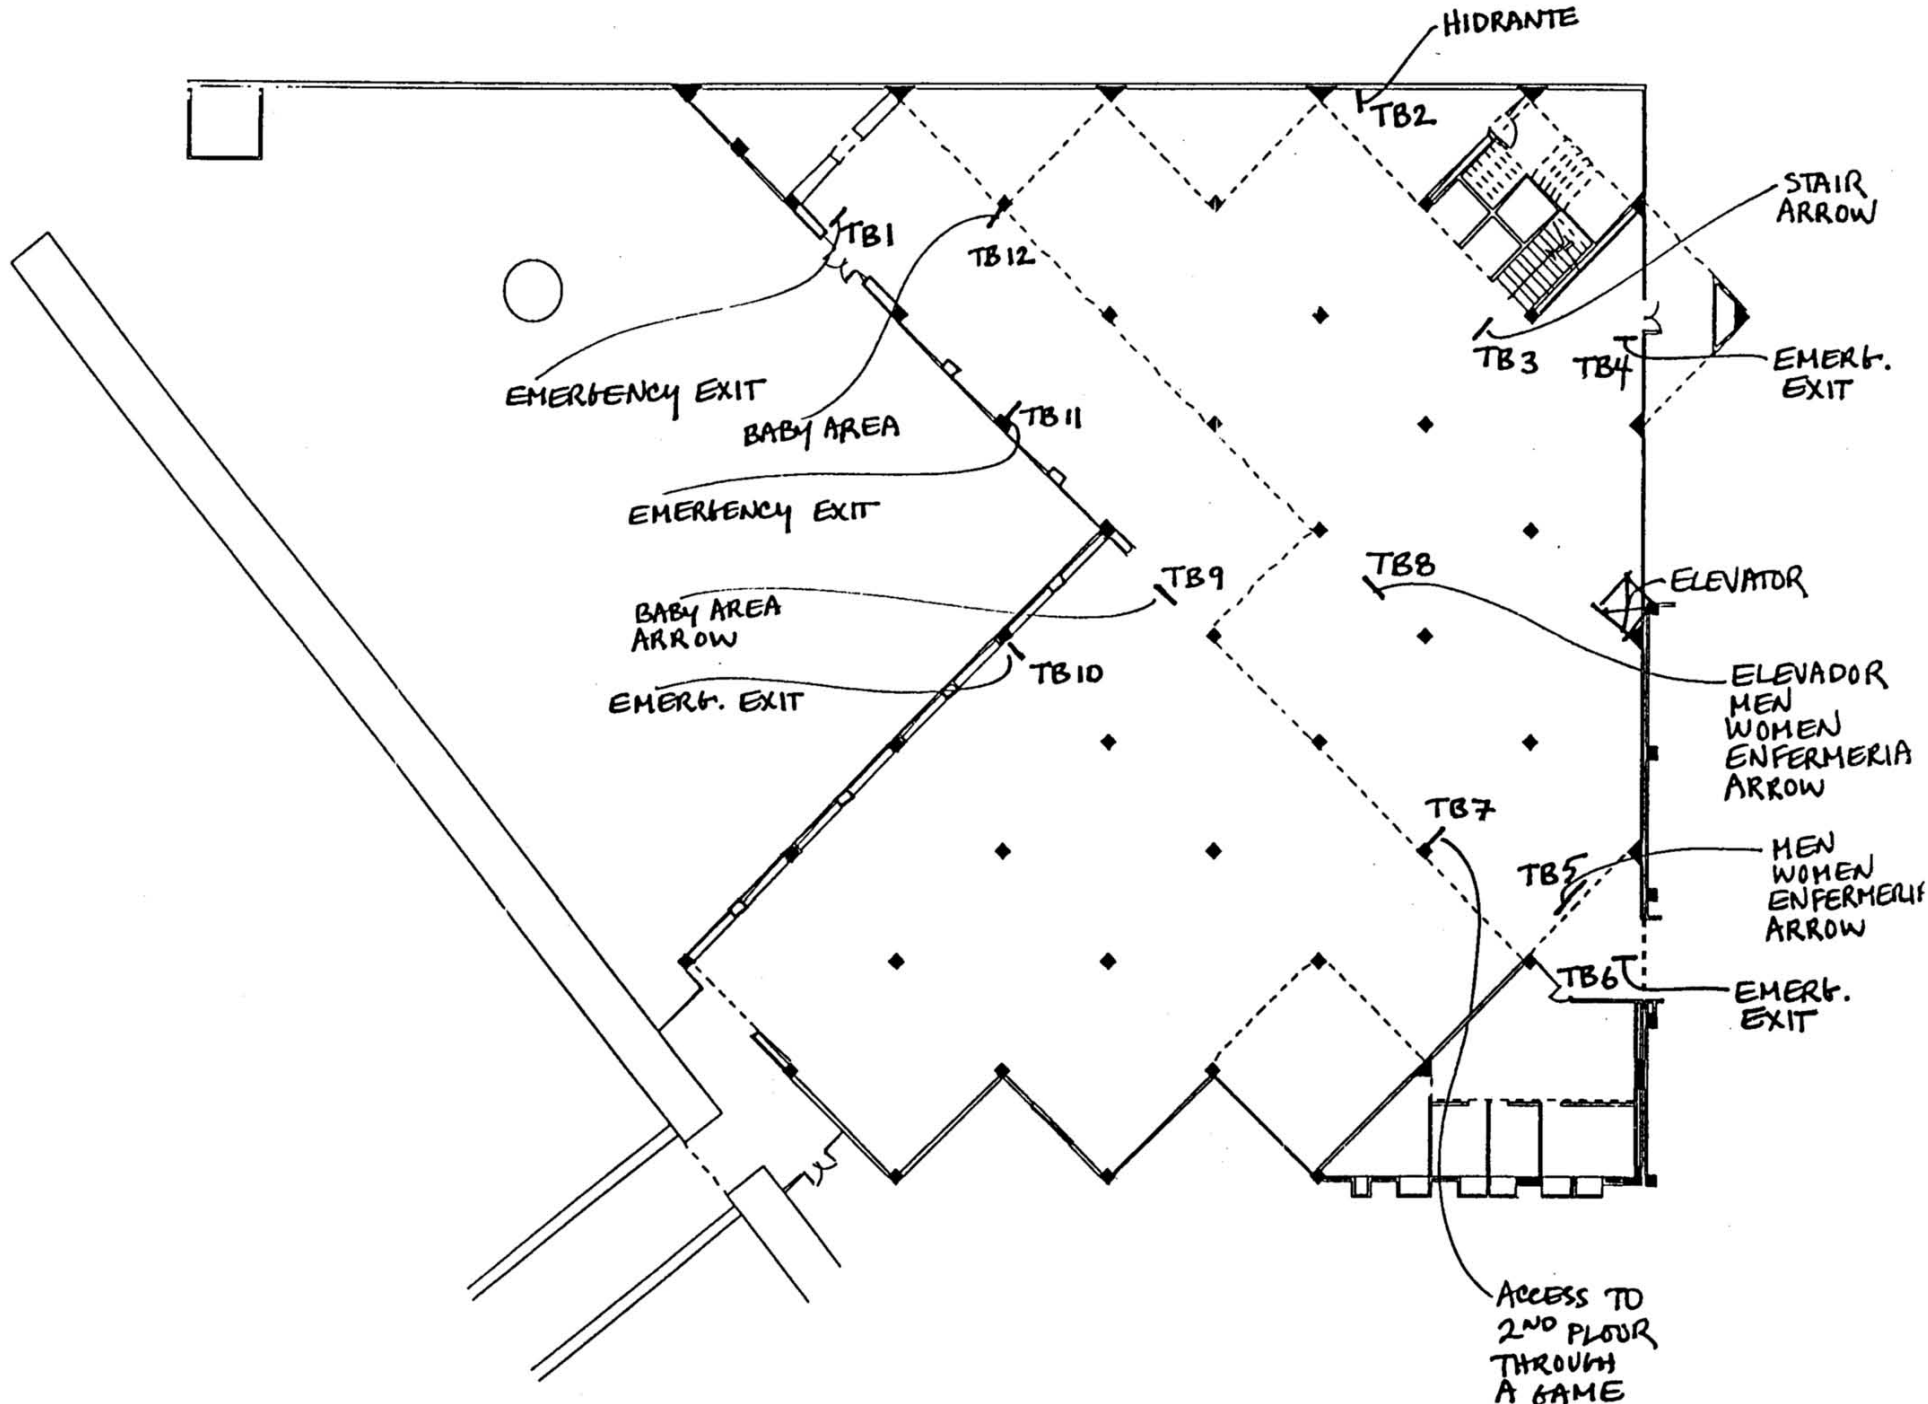 HIDRANTE
TB2
STAIR
ARROW
TB1
TB12
TB3
TB4
EMERG.
EXIT
EMERGENCY EXIT
BABY AREA
TB11
EMERGENCY EXIT
TB9
TB8
ELEVATOR
BABY AREA
ARROW
TB10
EMERG. EXIT
ELEVADOR
MEN
WOMEN
ENFERMERIA
ARROW
TB7
TB5
MEN
WOMEN
ENFERMERIA
ARROW
TB6
EMERG.
EXIT
ACCESS TO
2ND FLOUR
THROUGH
A GAME